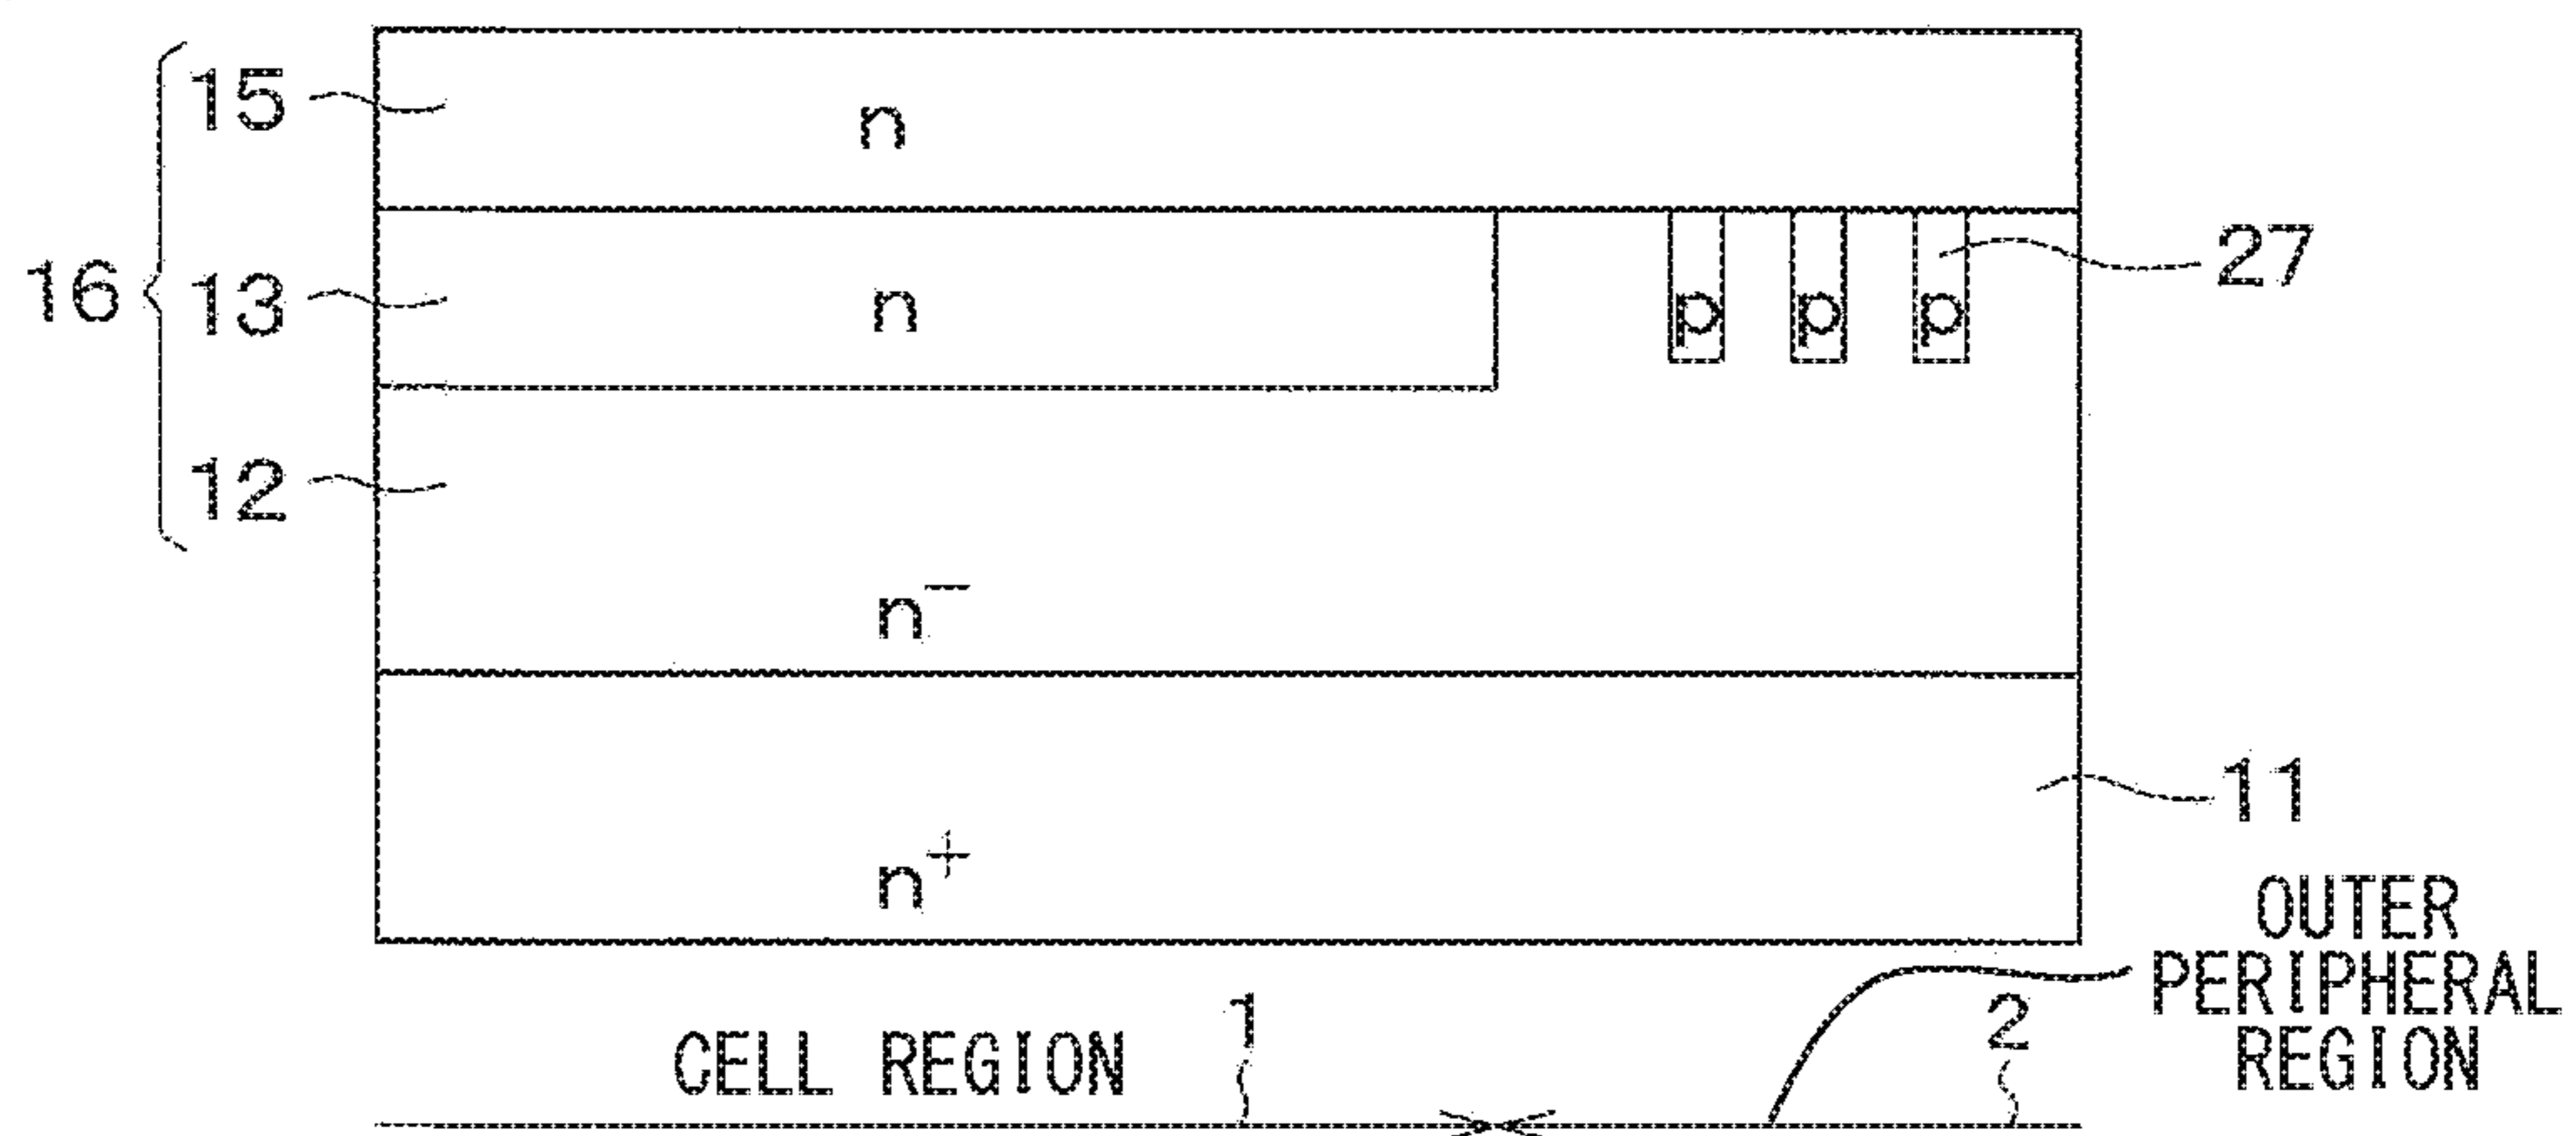 15
n
16
13
n
p
p
p
27
12
n⁻
11
n⁺
OUTER
PERIPHERAL
REGION
CELL REGION
1
2